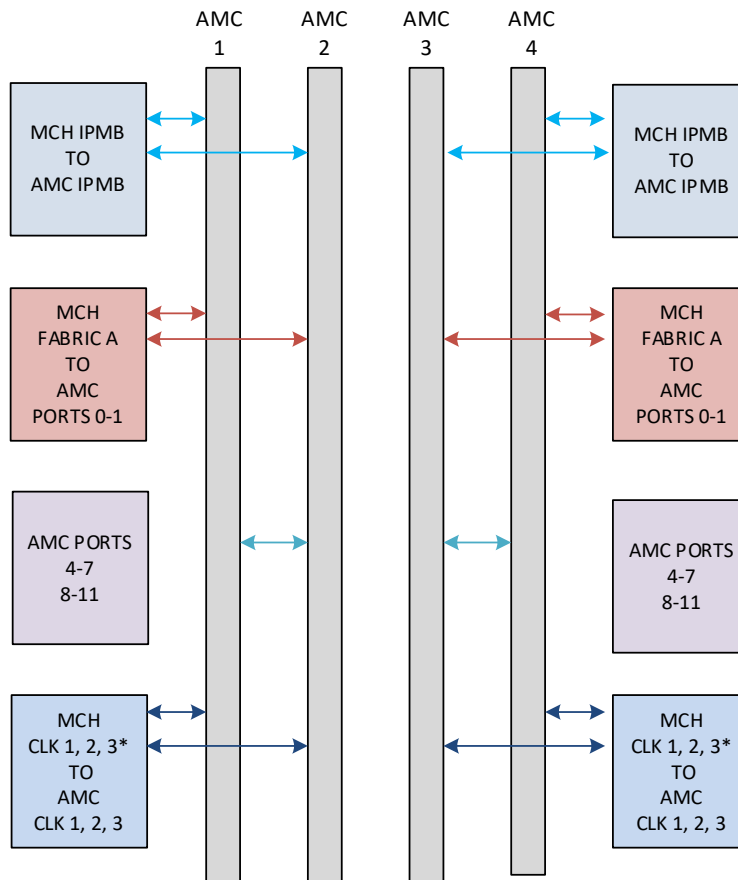 AMC
1
AMC
2
AMC
3
AMC
4
MCH IPMB
TO
AMC IPMB
MCH IPMB
TO
AMC IPMB
MCH
FABRIC A
TO
AMC
PORTS 0-1
MCH
FABRIC A
TO
AMC
PORTS 0-1
AMC PORTS
4-7
8-11
AMC PORTS
4-7
8-11
MCH
CLK 1, 2, 3*
TO
AMC
CLK 1, 2, 3
MCH
CLK 1, 2, 3*
TO
AMC
CLK 1, 2, 3